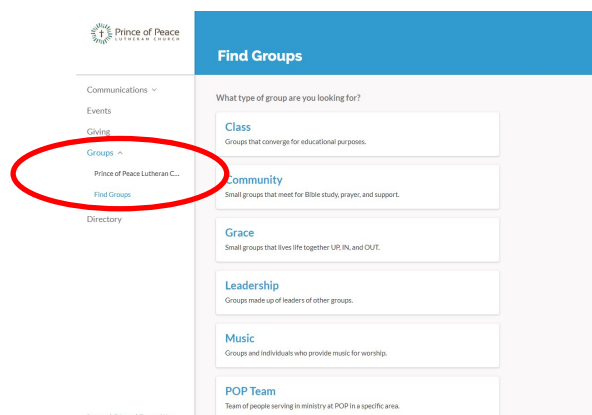 Prince of Peace
LUTHERAN CHURCH
Find Groups
Communications
Events
Giving
Groups
Prince of Peace Lutheran C...
Find Groups
Directory
What type of group are you looking for?
Class
Groups that converge for educational purposes.
Community
Small groups that meet for Bible study, prayer, and support.
Grace
Small groups that lives life together UP, IN, and OUT.
Leadership
Groups made up of leaders of other groups.
Music
Groups and individuals who provide music for worship.
POP Team
Team of people serving in ministry at POP in a specific area.